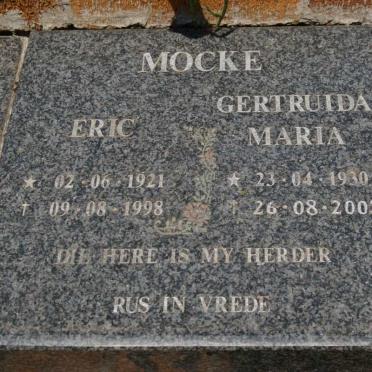 MOCKE
ERIC
★ 02·06·1921
† 09·08·1998
GERTRUIDA
MARIA
★ 23·04·1930
† 26·08·200
DIE HERE IS MY HERDER
RUS IN VREDE